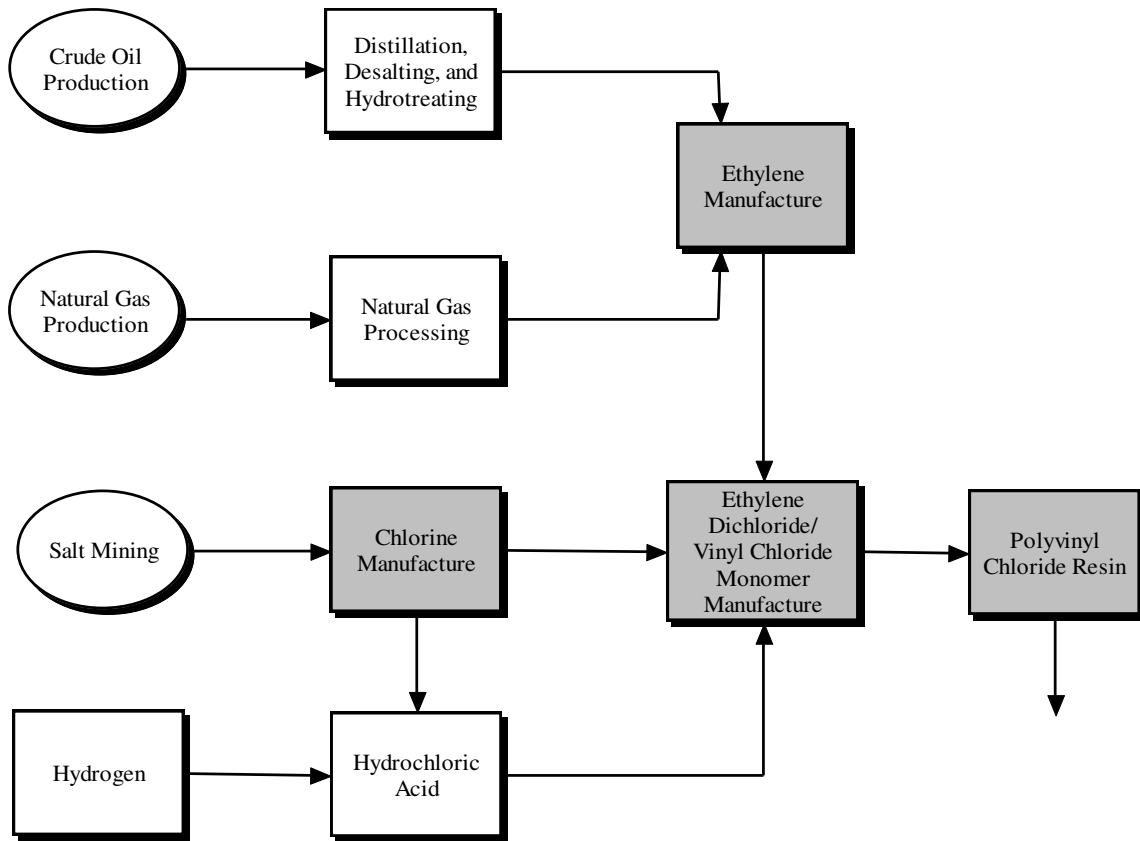 Crude Oil
Production
Distillation,
Desalting, and
Hydrotreating
Ethylene
Manufacture
Natural Gas
Production
Natural Gas
Processing
Salt Mining
Chlorine
Manufacture
Ethylene
Dichloride/
Vinyl Chloride
Monomer
Manufacture
Polyvinyl
Chloride Resin
Hydrogen
Hydrochloric
Acid